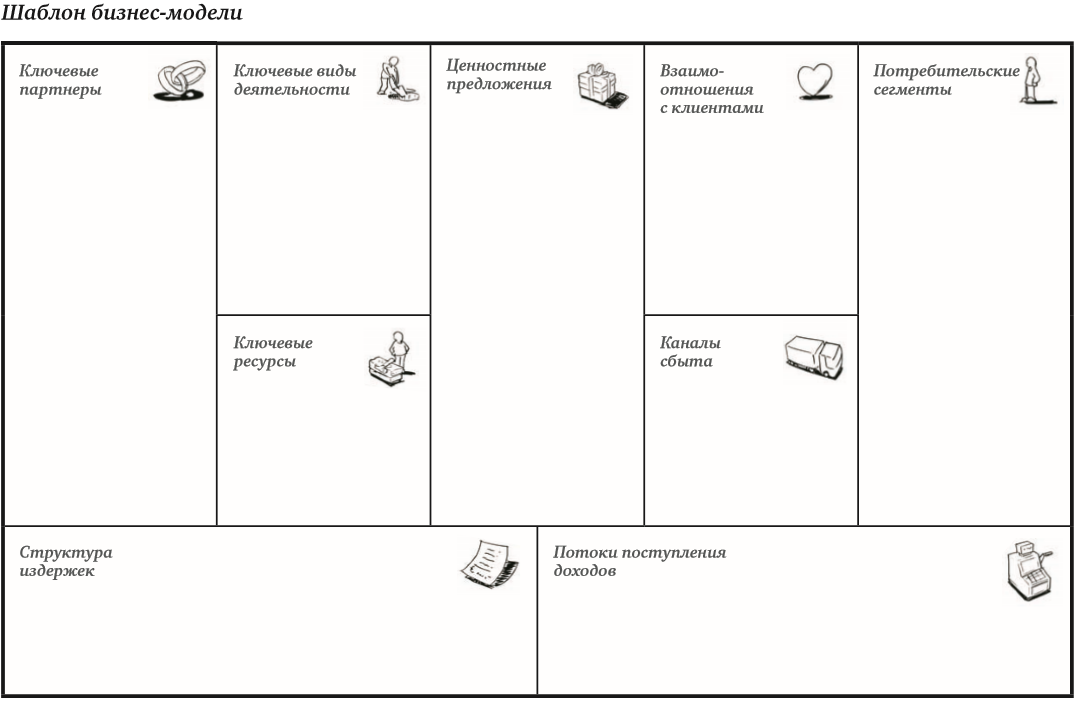 Шаблон бизнес-модели
Ключевые
партнеры
Ключевые виды
деятельности
Ценностные
предложения
Взаимо-
отношения
с клиентами
Потребительские
сегменты
Ключевые
ресурсы
Каналы
сбыта
Структура
издержек
Потоки поступления
доходов